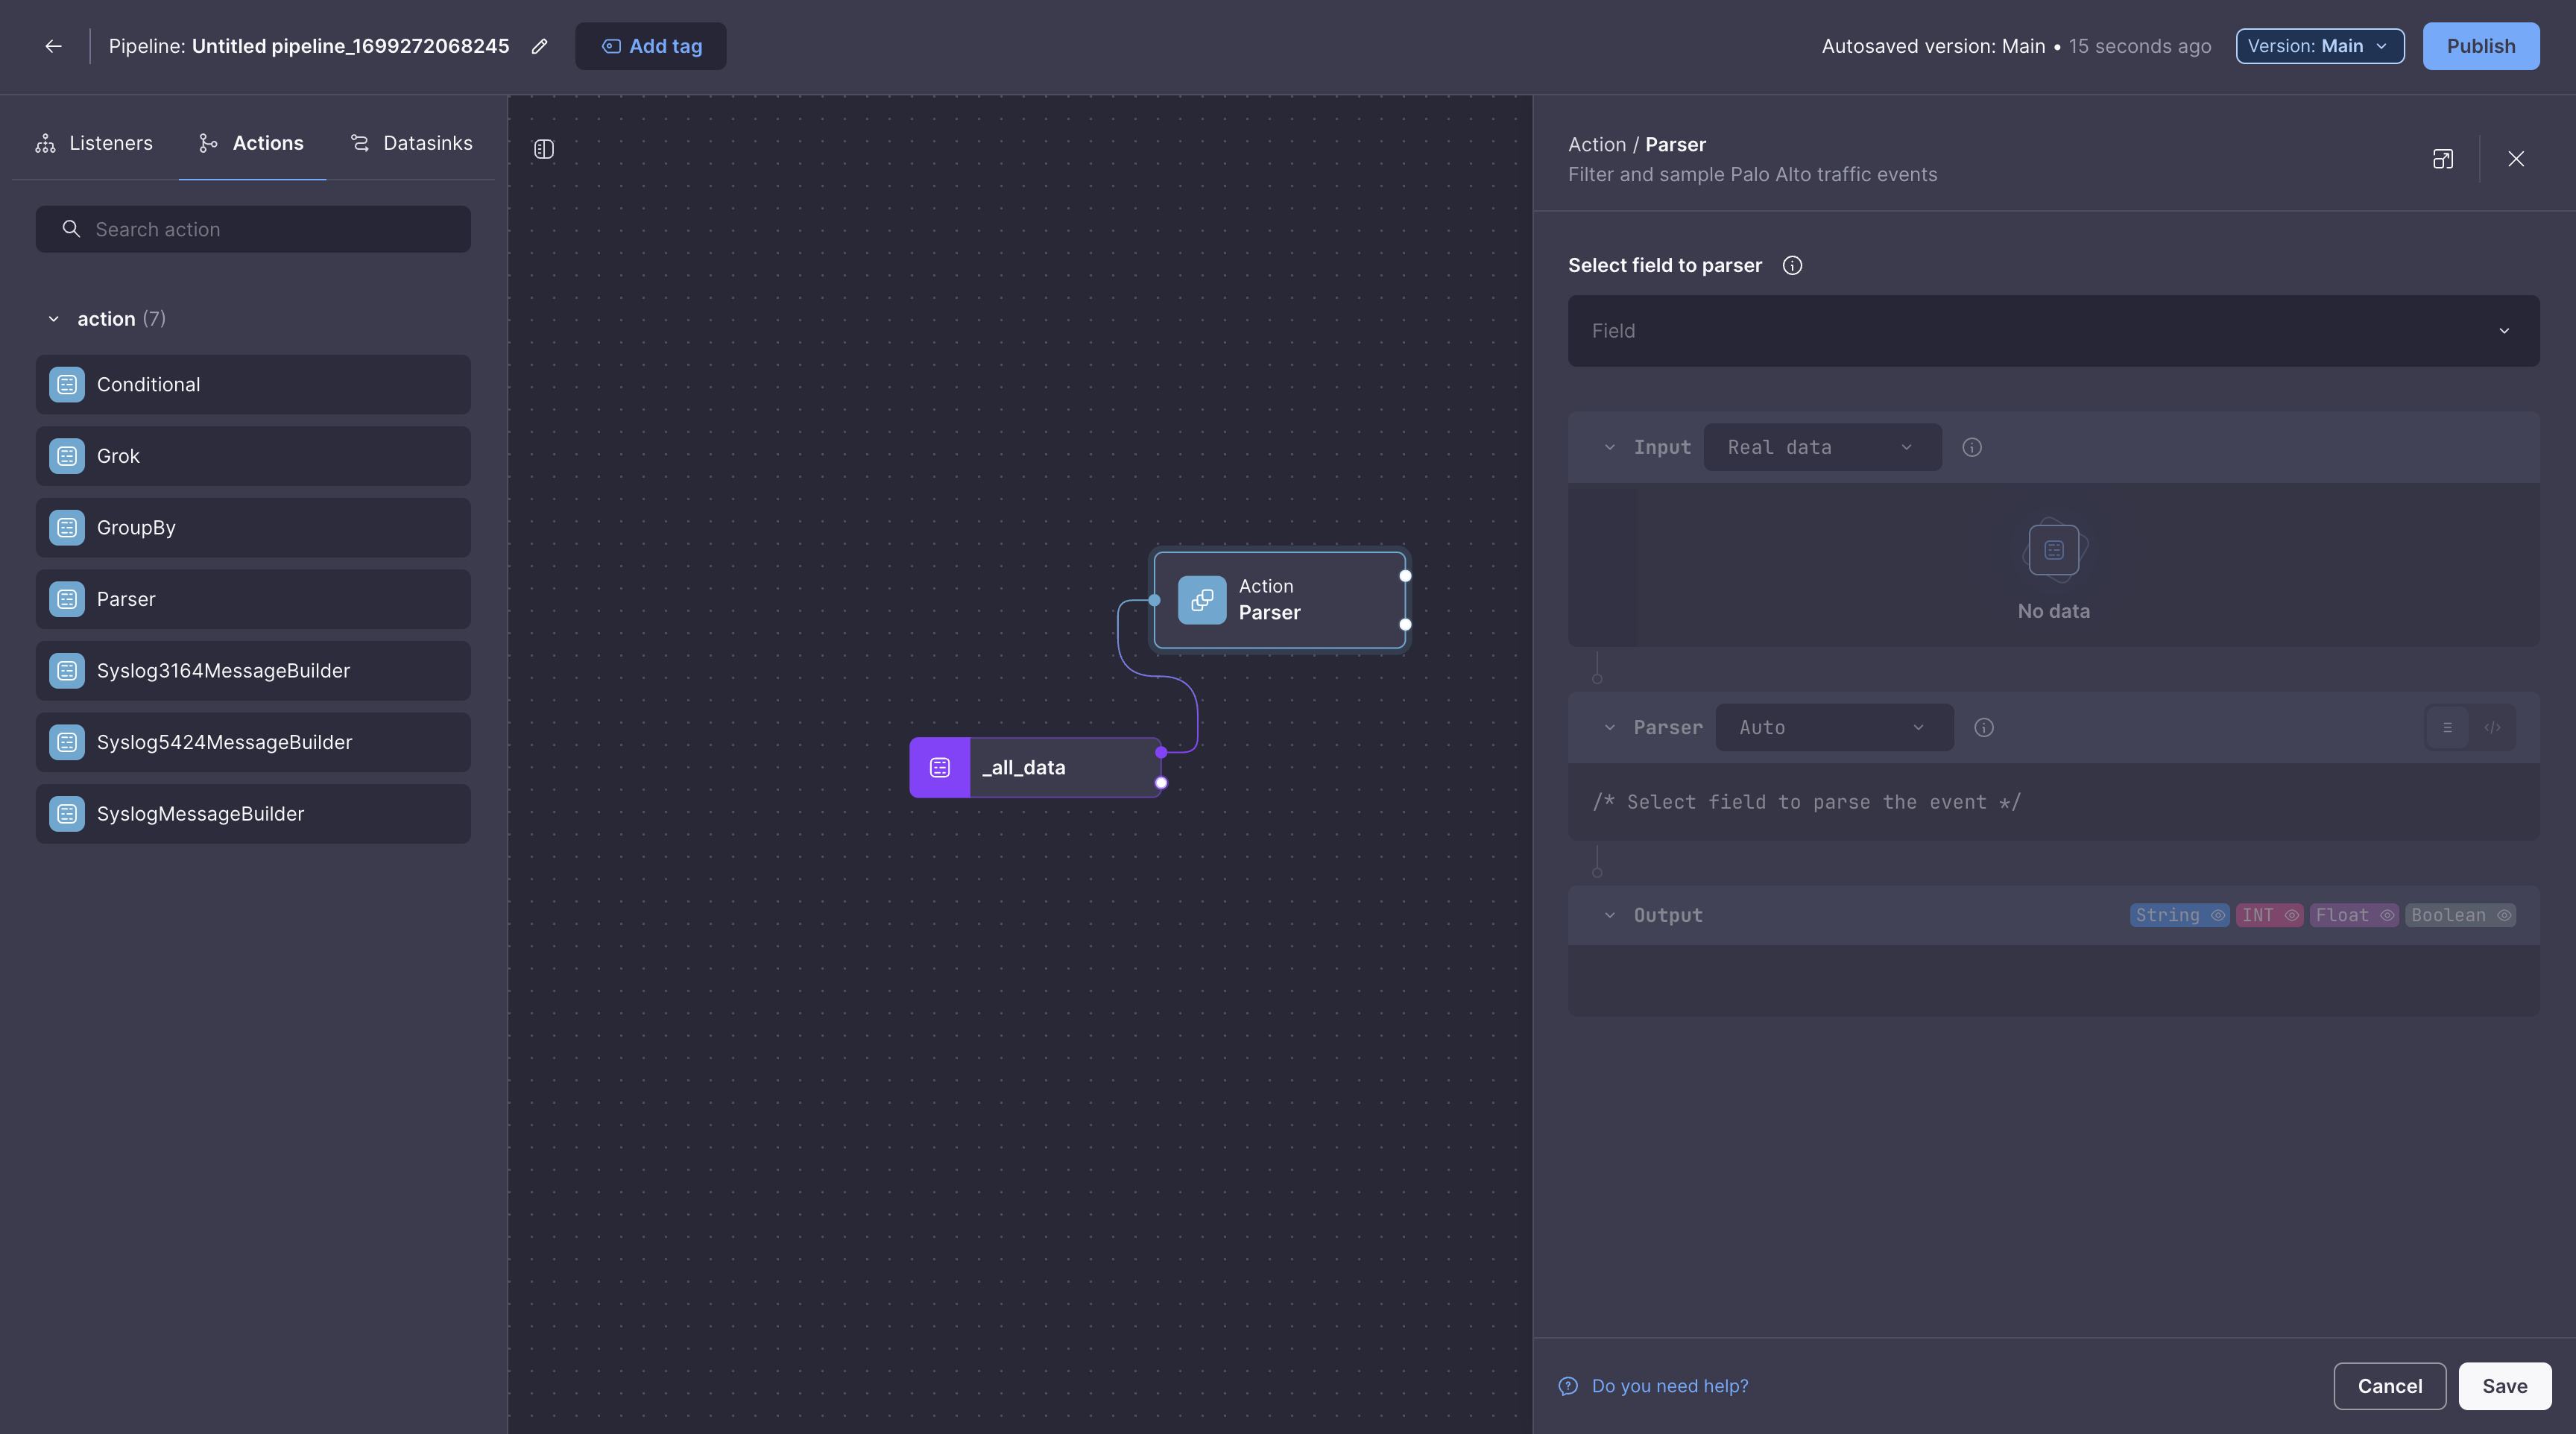 Pipeline: Untitled pipeline_1699272068245
Add tag
Autosaved version: Main • 15 seconds ago
Version: Main
Publish
Listeners
Actions
Datasinks
Search action
action (7)
Conditional
Grok
GroupBy
Parser
Syslog3164MessageBuilder
Syslog5424MessageBuilder
SyslogMessageBuilder
Action
Parser
_all_data
Action / Parser
Filter and sample Palo Alto traffic events
Select field to parser
Field
Input
Real data
No data
Parser
Auto
/* Select field to parse the event */
Output
String
INT
Float
Boolean
Do you need help?
Cancel
Save